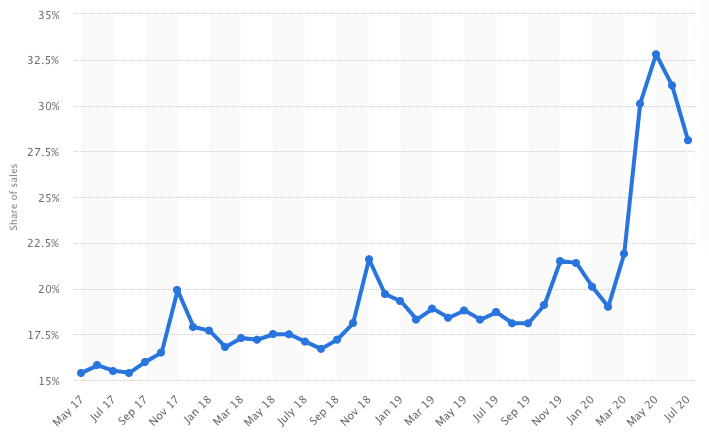 35%
32.5%
30%
27.5%
25%
22.5%
20%
17.5%
15%
Share of sales
May 17
Jul 17
Sep 17
Nov 17
Jan 18
Mar 18
May 18
July 18
Sep 18
Nov 18
Jan 19
Mar 19
May 19
Jul 19
Sep 19
Nov 19
Jan 20
Mar 20
May 20
Jul 20